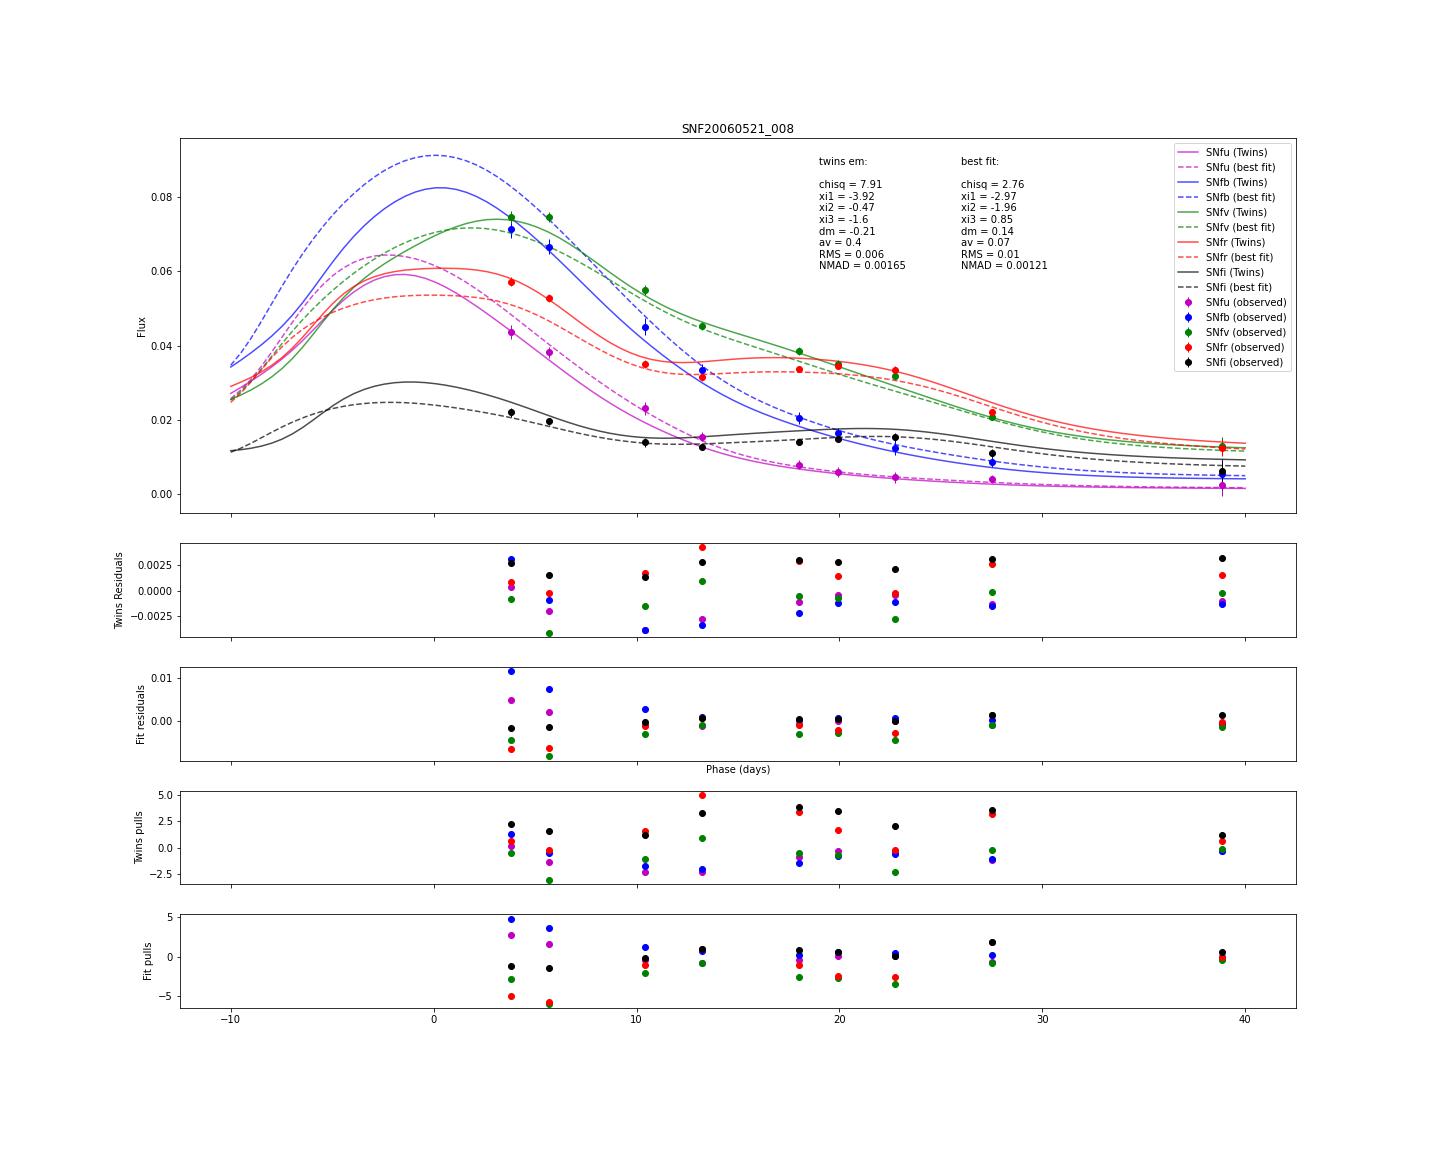 SNF20060521_008
twins em:
chisq = 7.91
xi1 = -3.92
xi2 = -0.47
xi3 = -1.6
dm = -0.21
av = 0.4
RMS = 0.006
NMAD = 0.00165
best fit:
chisq = 2.76
xi1 = -2.97
xi2 = -1.96
xi3 = 0.85
dm = 0.14
av = 0.07
RMS = 0.01
NMAD = 0.00121
SNfu (Twins)
SNfu (best fit)
SNfb (Twins)
SNfb (best fit)
SNfv (Twins)
SNfv (best fit)
SNfr (Twins)
SNfr (best fit)
SNfi (Twins)
SNfi (best fit)
SNfu (observed)
SNfb (observed)
SNfv (observed)
SNfr (observed)
SNfi (observed)
Flux
0.08
0.06
0.04
0.02
0.00
Twins Residuals
0.0025
0.0000
−0.0025
Fit residuals
0.01
0.00
Phase (days)
Twins pulls
5.0
2.5
0.0
−2.5
Fit pulls
5
0
−5
−10
0
10
20
30
40